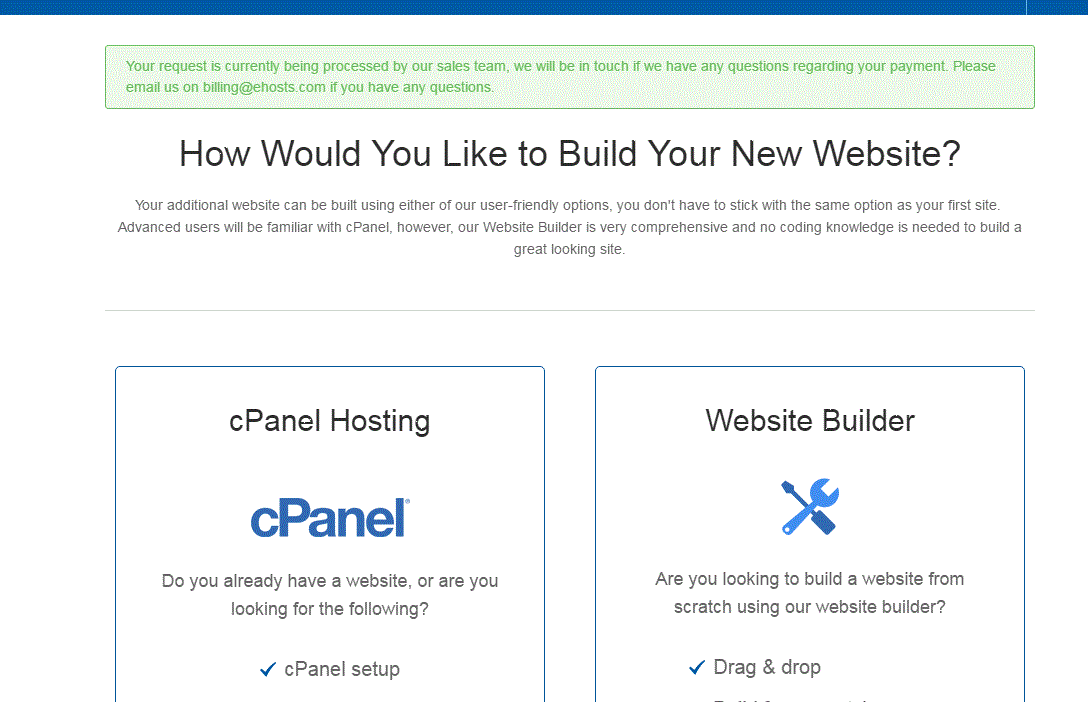 Your request is currently being processed by our sales team, we will be in touch if we have any questions regarding your payment. Please
email us on billing@ehosts.com if you have any questions.
How Would You Like to Build Your New Website?
Your additional website can be built using either of our user-friendly options, you don't have to stick with the same option as your first site.
Advanced users will be familiar with cPanel, however, our Website Builder is very comprehensive and no coding knowledge is needed to build a
great looking site.
cPanel Hosting
cPanel®
Do you already have a website, or are you
looking for the following?
cPanel setup
Website Builder
Are you looking to build a website from
scratch using our website builder?
Drag & drop